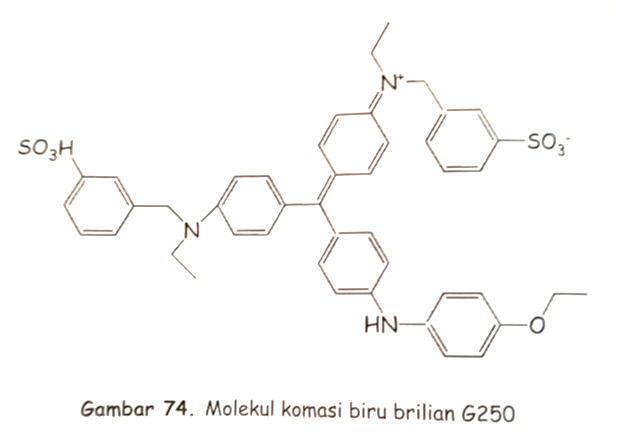 N⁺
SO₃⁻
SO₃H
N
HN
O
Gambar 74. Molekul komasi biru brilian G250